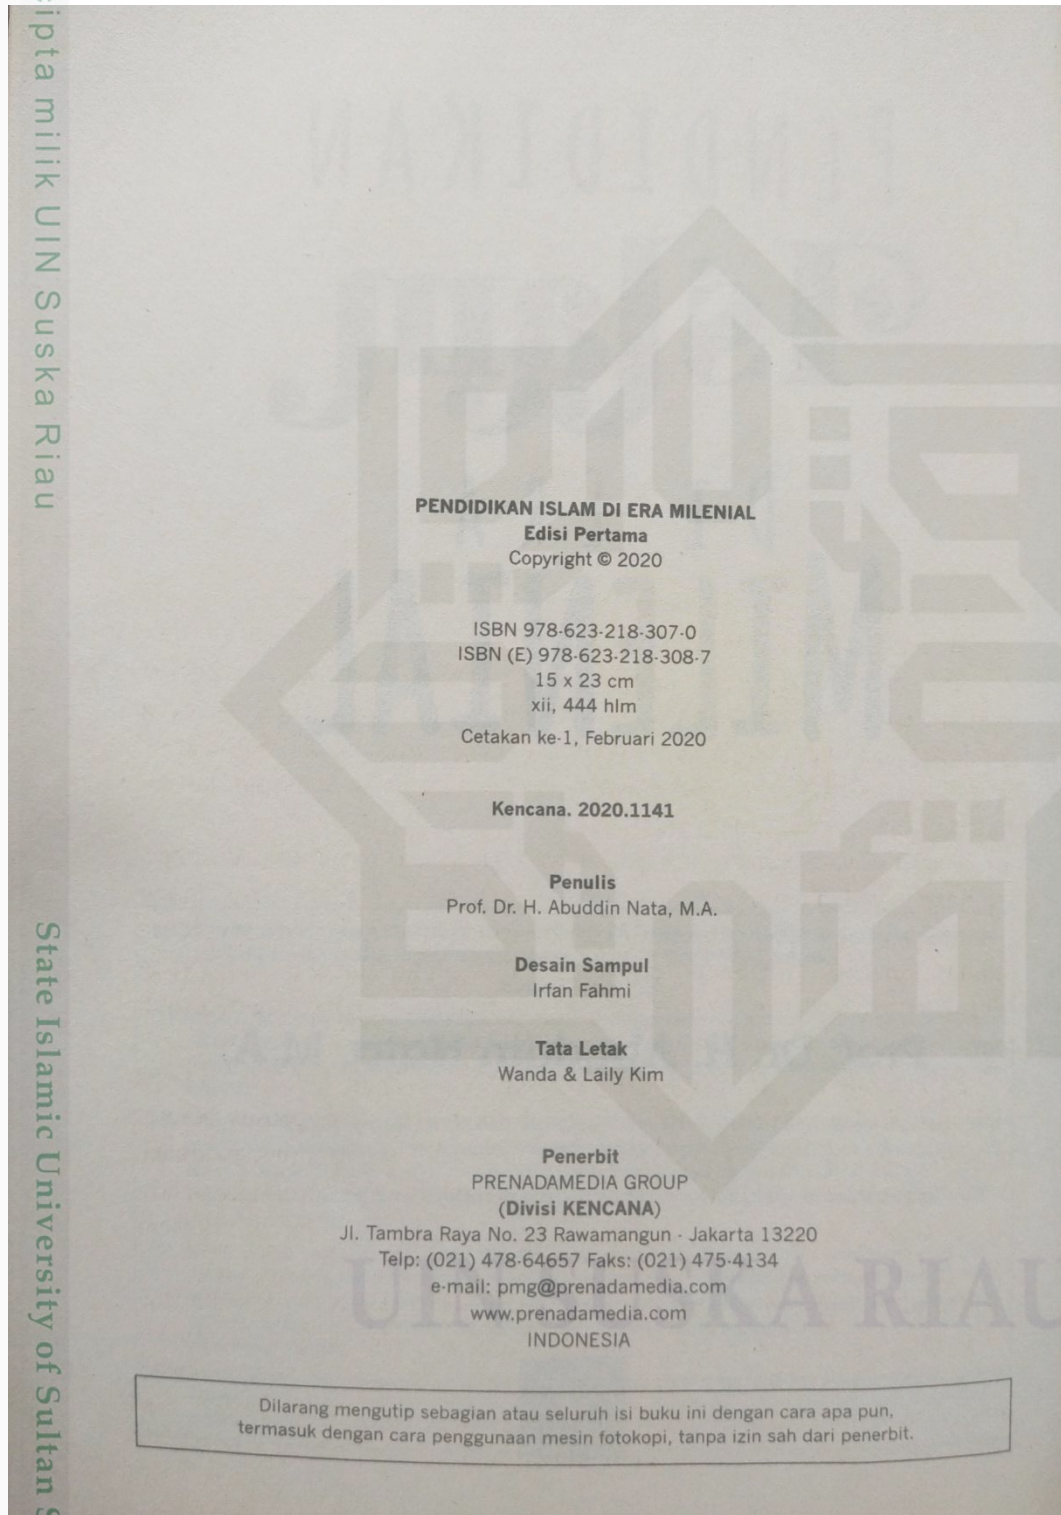 PENDIDIKAN ISLAM DI ERA MILENIAL
Edisi Pertama
Copyright © 2020
ISBN 978-623-218-307-0
ISBN (E) 978-623-218-308-7
15 x 23 cm
xii, 444 hlm
Cetakan ke-1, Februari 2020
Kencana. 2020.1141
Penulis
Prof. Dr. H. Abuddin Nata, M.A.
Desain Sampul
Irfan Fahmi
Tata Letak
Wanda & Laily Kim
Penerbit
PRENADAMEDIA GROUP
(Divisi KENCANA)
Jl. Tambra Raya No. 23 Rawamangun - Jakarta 13220
Telp: (021) 478-64657 Faks: (021) 475-4134
e-mail: pmg@prenadamedia.com
www.prenadamedia.com
INDONESIA
Dilarang mengutip sebagian atau seluruh isi buku ini dengan cara apa pun,
termasuk dengan cara penggunaan mesin fotokopi, tanpa izin sah dari penerbit.
milik UIN Suska Riau
State Islamic University of Sultan
UIN SUSKA RIAU